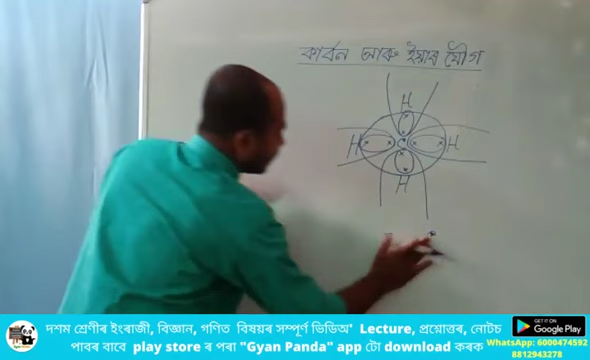 কাৰ্বন আৰু ইয়াৰ যৌগ
H
H C H
H
দশম শ্ৰেণীৰ ইংৰাজী, বিজ্ঞান, গণিত বিষয়ৰ সম্পূৰ্ণ ভিডিঅ' Lecture, প্ৰশ্নোত্তৰ, নোটচ
পাবৰ বাবে play store ৰ পৰা "Gyan Panda" app টো download কৰক
GET IT ON
Google Play
WhatsApp: 6000474592
8812943278